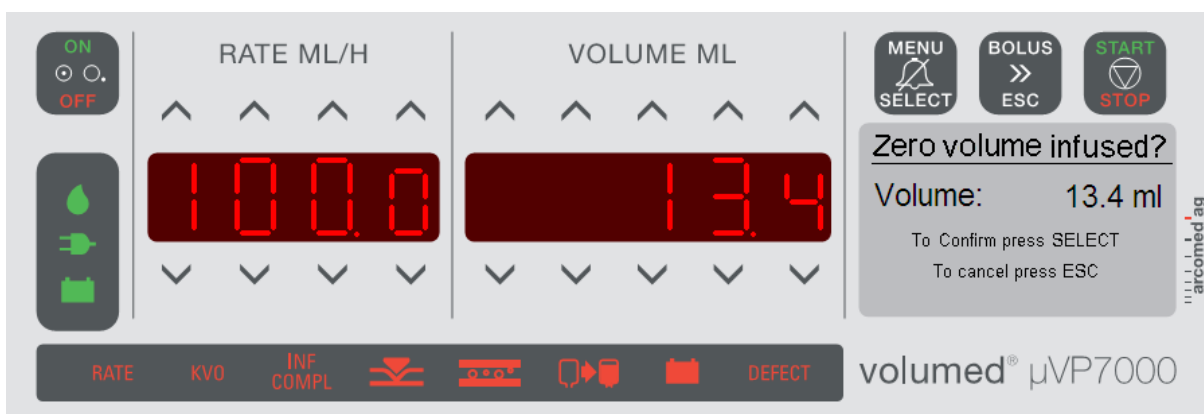 ON
OFF
RATE ML/H
VOLUME ML
MENU
SELECT
BOLUS
ESC
START
STOP
100.0
13.4
Zero volume infused?
Volume: 13.4 ml
To Confirm press SELECT
To cancel press ESC
arcomed ag
RATE
KVO
INF
COMPL
DEFECT
volumed® µVP7000